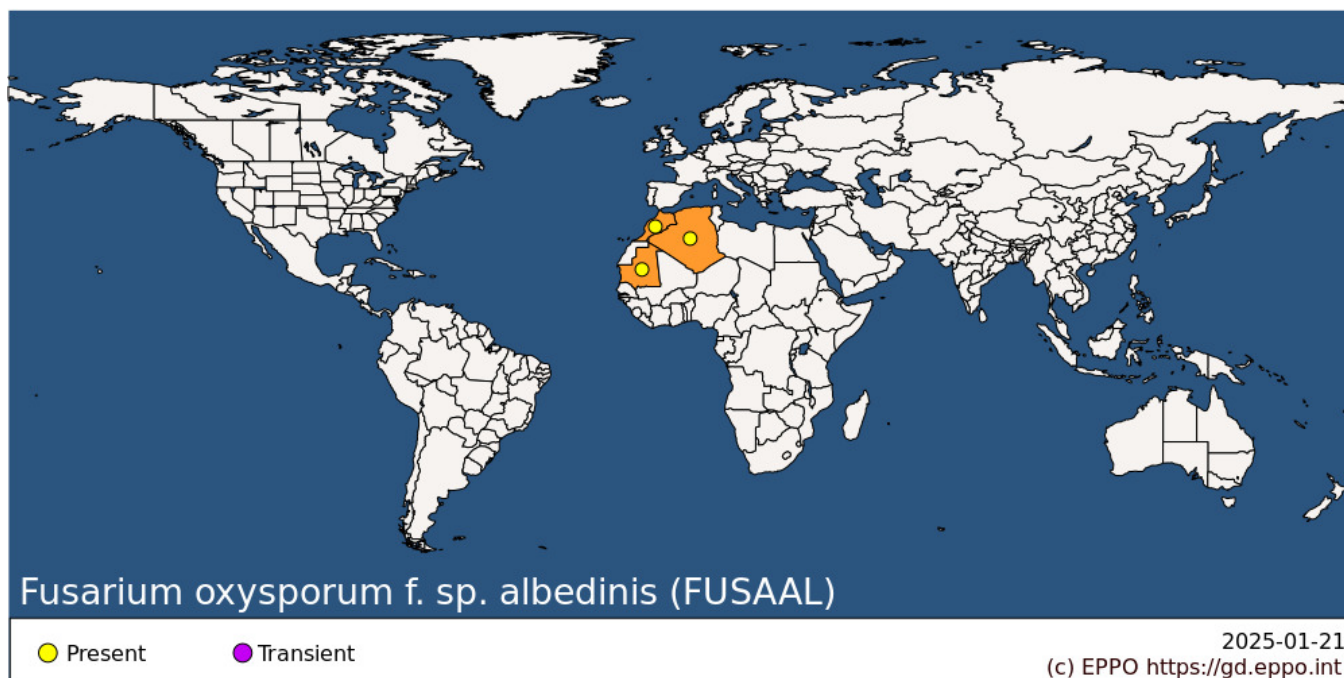 Fusarium oxysporum f. sp. albedinis (FUSAAL)
Present
Transient
2025-01-21
(c) EPPO https://gd.eppo.int